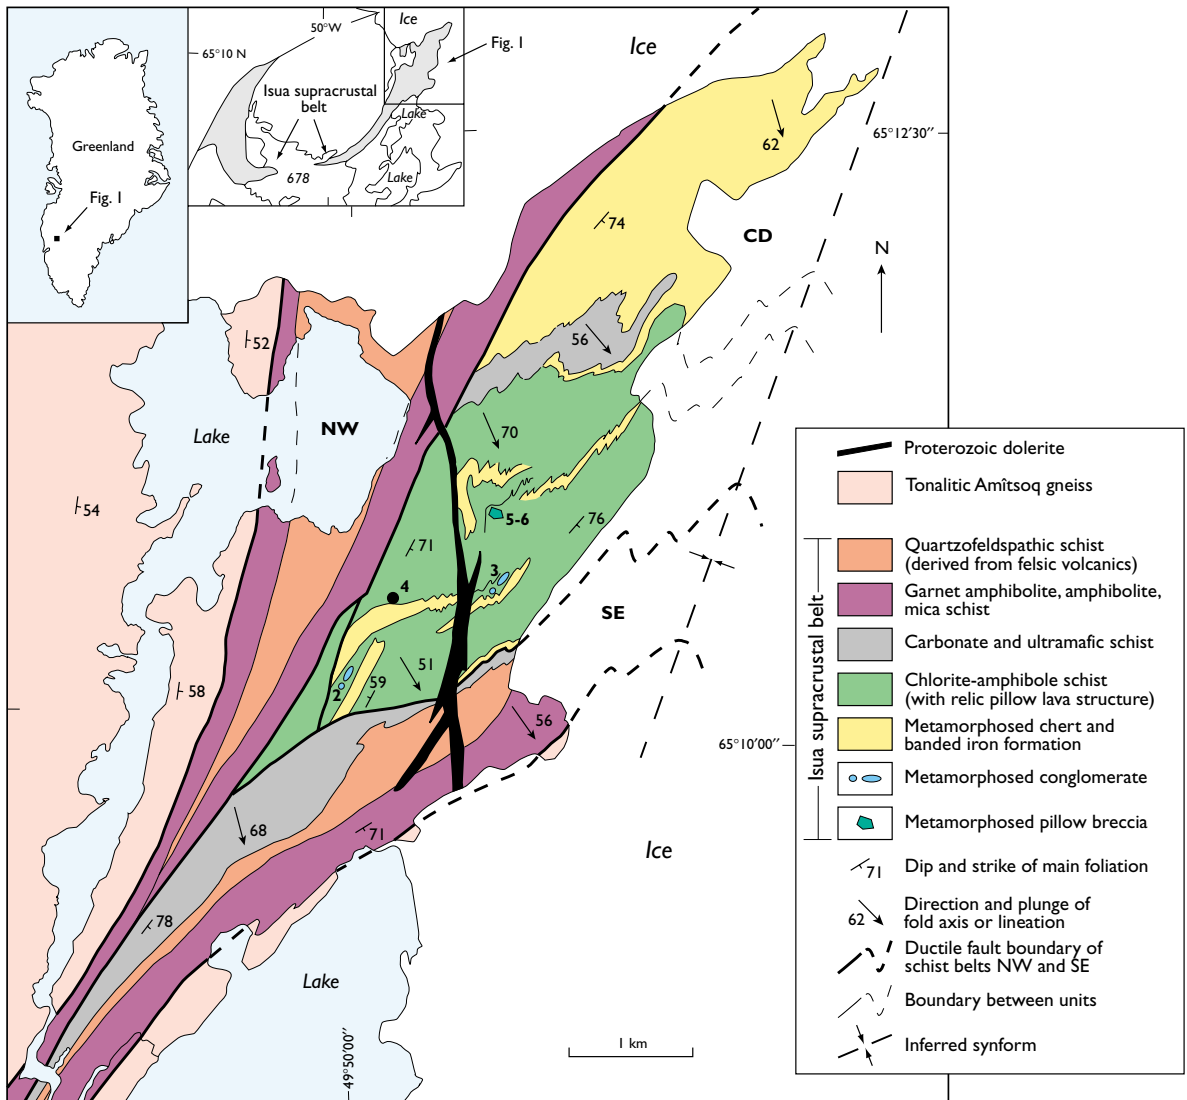 Greenland
Fig. 1
50°W
Ice
65°10 N
Fig. 1
Isua supracrustal
belt
Lake
678
Lake
Ice
62
65°12′30″
74
CD
N
52
56
Lake
NW
70
54
5-6
76
71
3
4
SE
51
59
2
58
56
65°10′00″
68
71
Ice
78
Lake
49°50′00″
1 km
Proterozoic dolerite
Tonalitic Amîtsoq gneiss
Isua supracrustal belt
Quartzofeldspathic schist
(derived from felsic volcanics)
Garnet amphibolite, amphibolite,
mica schist
Carbonate and ultramafic schist
Chlorite-amphibole schist
(with relic pillow lava structure)
Metamorphosed chert and
banded iron formation
Metamorphosed conglomerate
Metamorphosed pillow breccia
71
Dip and strike of main foliation
62
Direction and plunge of
fold axis or lineation
Ductile fault boundary of
schist belts NW and SE
Boundary between units
Inferred synform